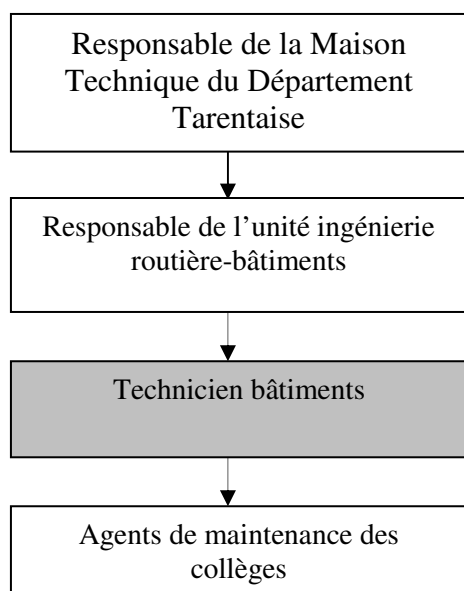 Responsable de la Maison
Technique du Département
Tarentaise
Responsable de l’unité ingénierie
routière-bâtiments
Technicien bâtiments
Agents de maintenance des
collèges